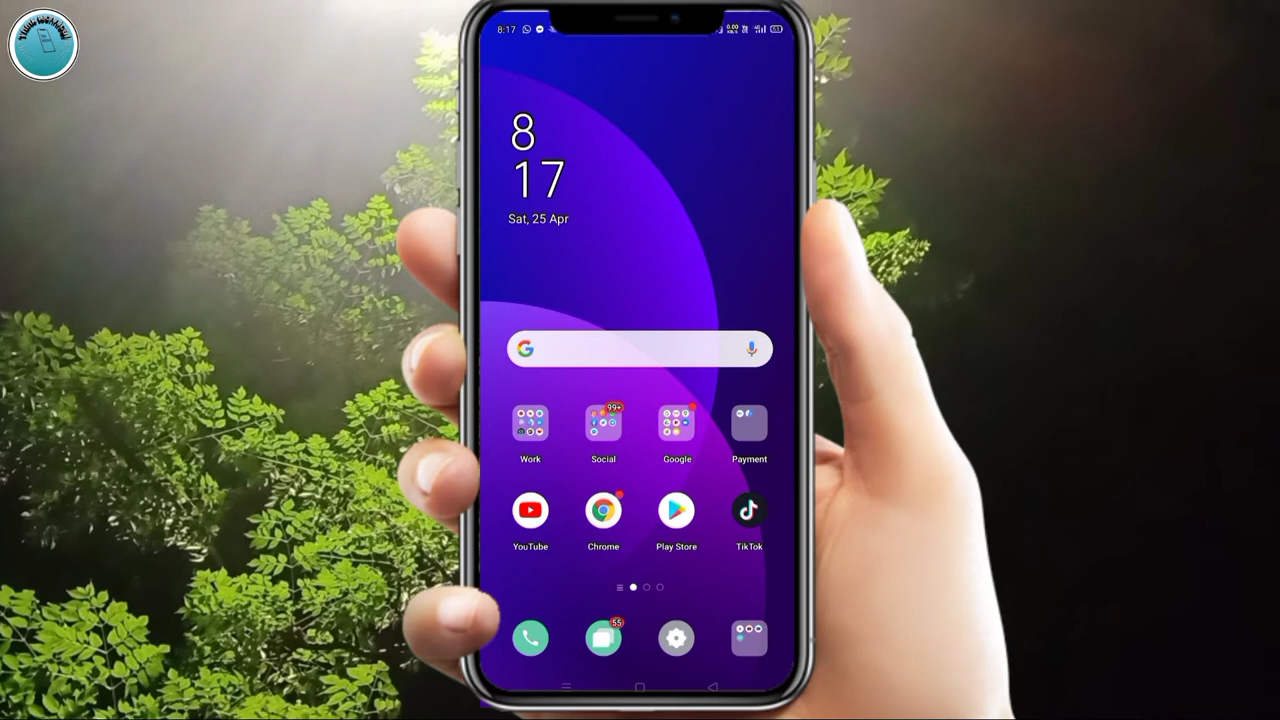 8:17
8
17
Sat, 25 Apr
99+
Work
Social
Google
Payment
YouTube
Chrome
Play Store
TikTok
55